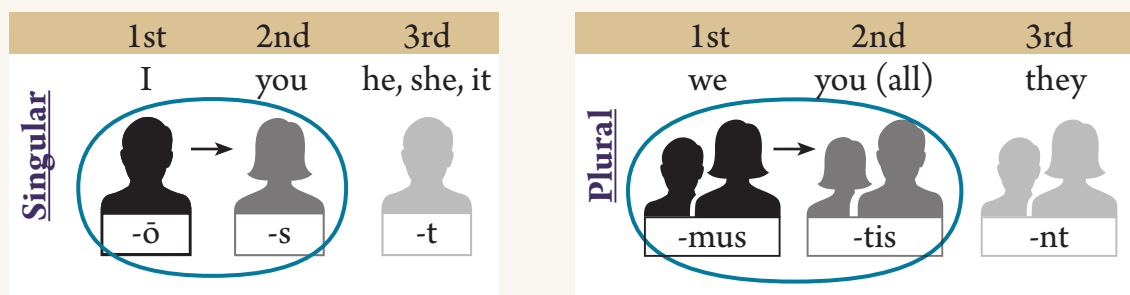 1st 2nd 3rd
I you he, she, it
Singular
-ō -s -t
1st 2nd 3rd
we you (all) they
Plural
-mus -tis -nt